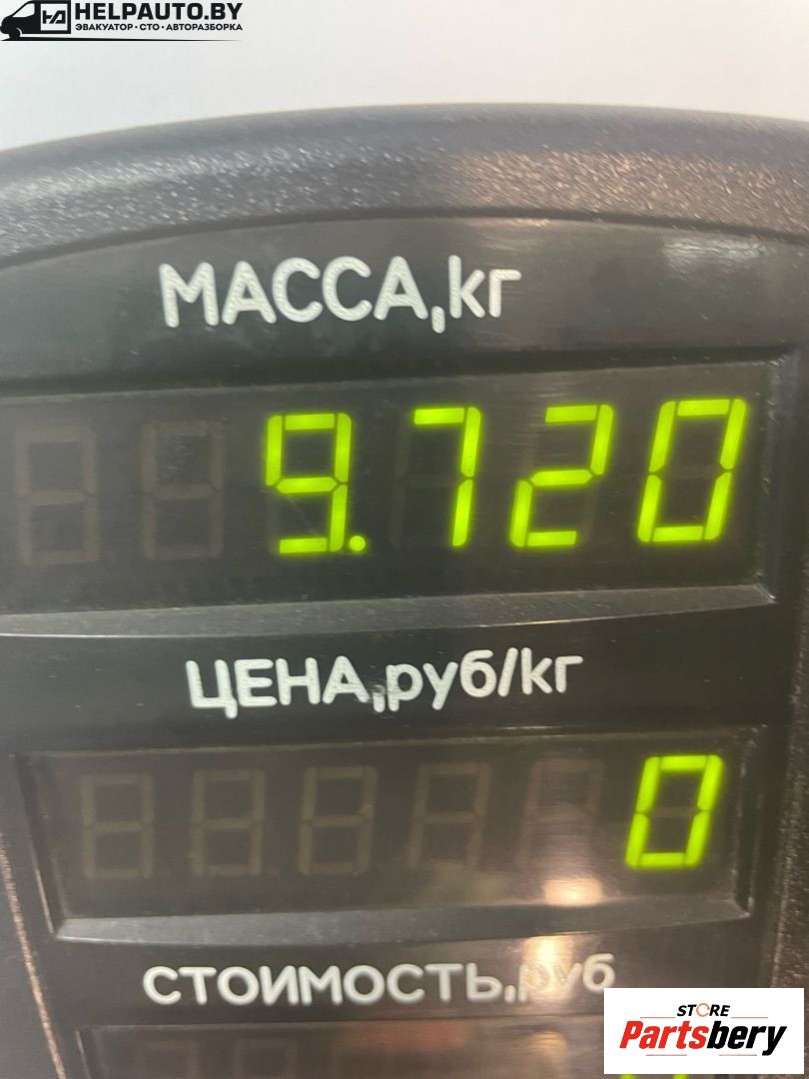 HELPAUTO.BY
ЭВАКУАТОР • СТО • АВТОРАЗБОРКА
МАССА,кг
9.720
ЦЕНА,руб/кг
0
СТОИМОСТЬ,руб
STORE
Partsbery